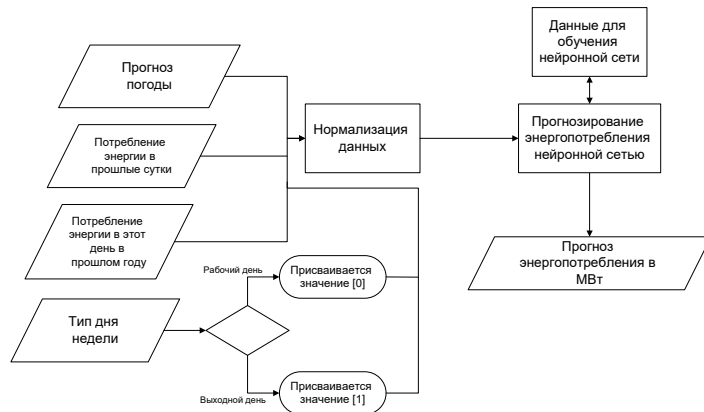 Прогноз
погоды
Потребление
энергии в
прошлые сутки
Потребление
энергии в этот
день в
прошлом году
Тип дня
недели
Рабочий день
Выходной день
Присваивается
значение [0]
Присваивается
значение [1]
Нормализация
данных
Данные для
обучения
нейронной сети
Прогнозирование
энергопотребления
нейронной сетью
Прогноз
энергопотребления в
МВт